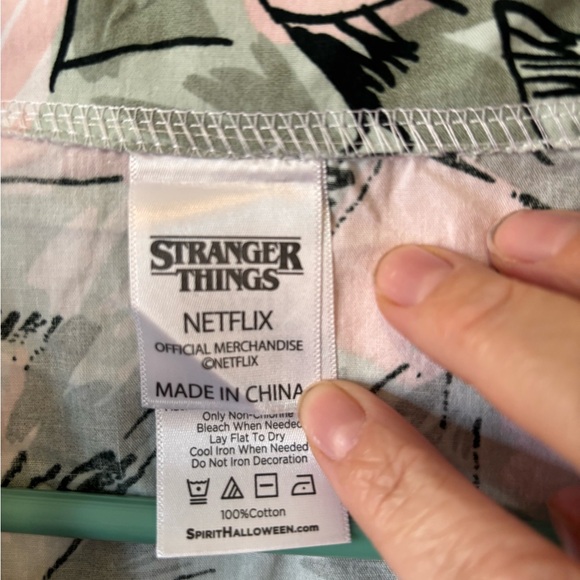 STRANGER
THINGS
NETFLIX
OFFICIAL MERCHANDISE
©NETFLIX
MADE IN CHINA
Only Non-Chlorine
Bleach When Needed
Lay Flat To Dry
Cool Iron When Needed
Do Not Iron Decoration
100%Cotton
SPIRITHALLOWEEN.COM